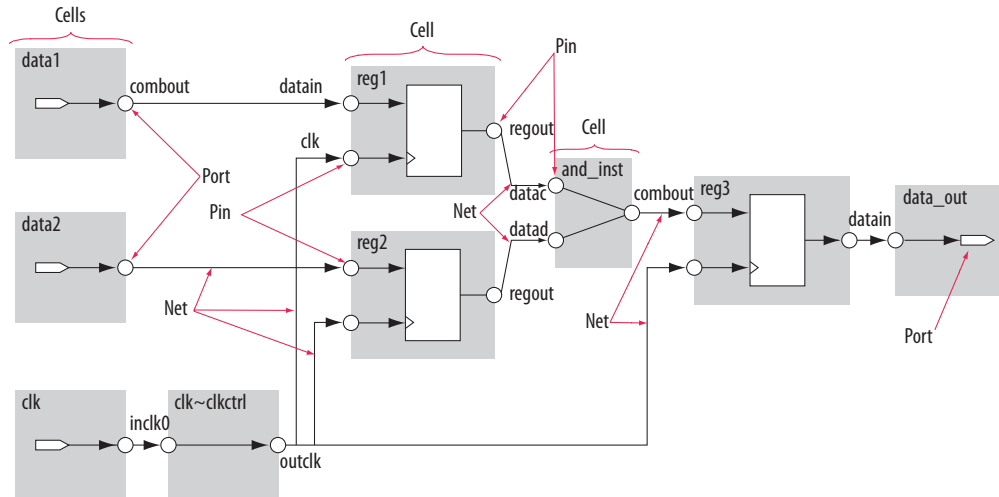 Cells
Cell
Pin
data1
combout
datain
reg1
regout
clk
Cell
and_inst
Port
Pin
datac
combout
reg3
data_out
data2
Net
datad
datain
reg2
regout
Net
Net
Port
clk
inclk0
clk~clkctrl
outclk